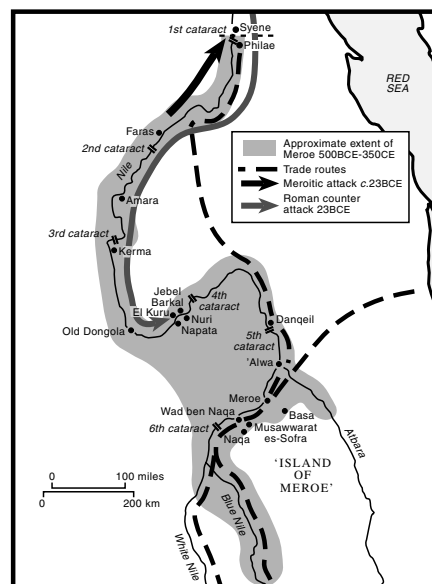 1st cataract
Syene
Philae
RED
SEA
Faras
2nd cataract
Nile
Amara
3rd cataract
Kerma
Approximate extent of
Meroe 500BCE-350CE
Trade routes
Meroitic attack c.23BCE
Roman counter
attack 23BCE
4th
cataract
Jebel
Barkal
El Kuru
Nuri
Napata
Old Dongola
Danqeil
5th
cataract
'Alwa
Meroe
Wad ben Naqa
6th cataract
Basa
Musawwarat
es-Sofra
Naqa
Atbara
'ISLAND
OF
MEROE'
0 100 miles
0 200 km
Blue Nile
White Nile